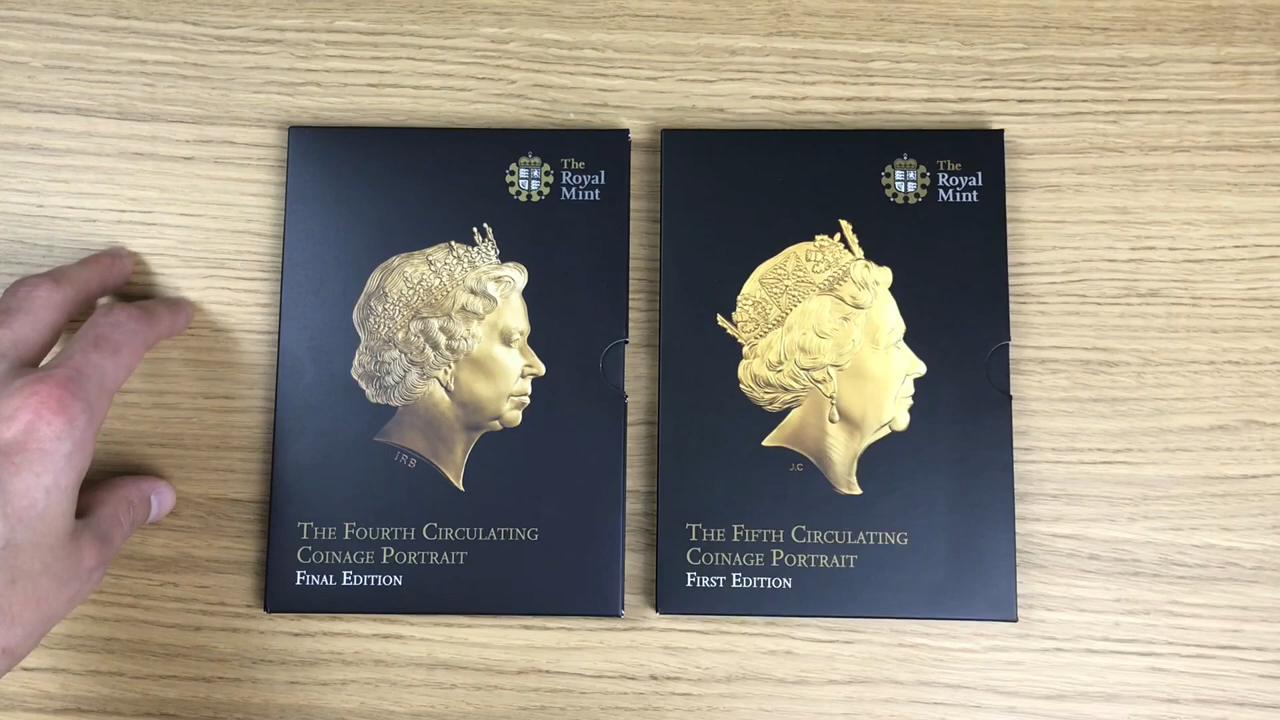 The
Royal
Mint
IRB
THE FOURTH CIRCULATING
COINAGE PORTRAIT
FINAL EDITION
The
Royal
Mint
J.C
THE FIFTH CIRCULATING
COINAGE PORTRAIT
FIRST EDITION